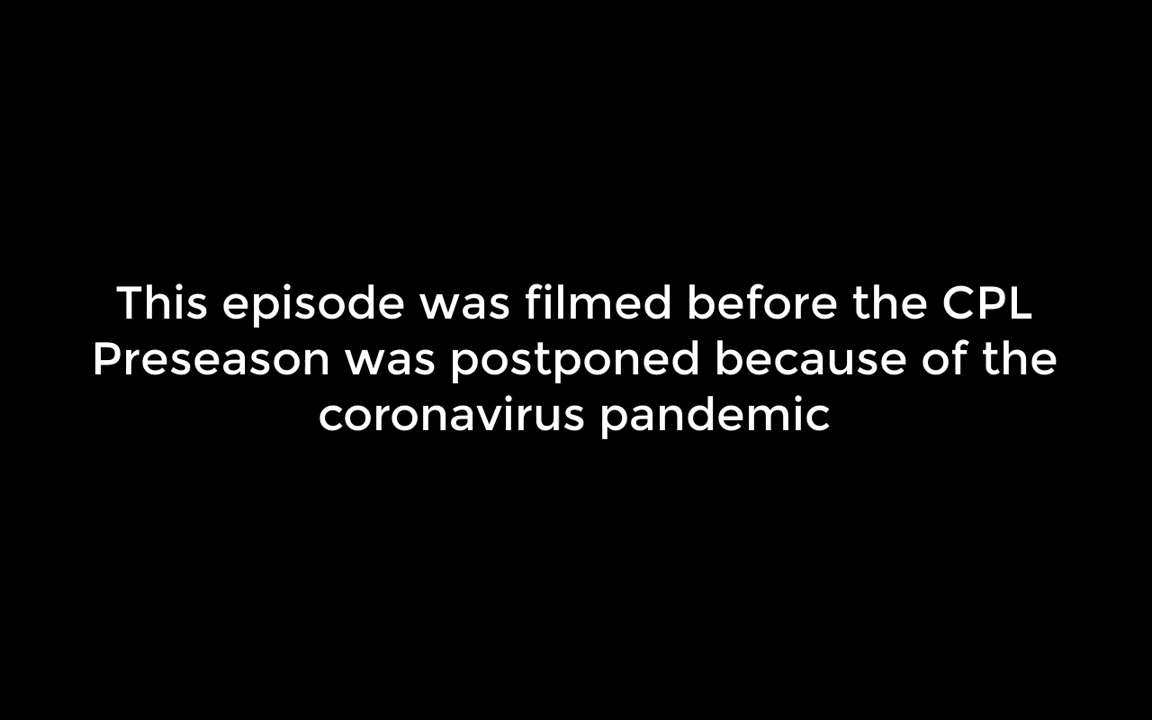 This episode was filmed before the CPL
Preseason was postponed because of the
coronavirus pandemic